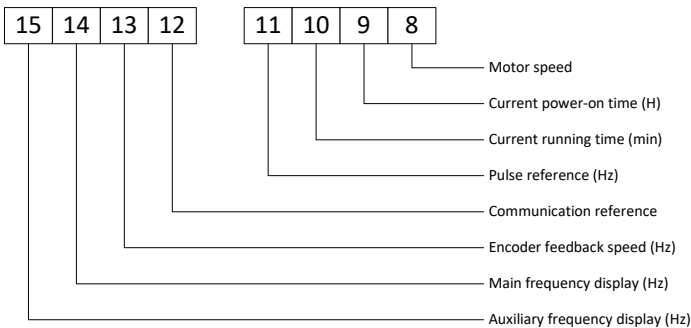 15 14 13 12 11 10 9 8
Motor speed
Current power-on time (H)
Current running time (min)
Pulse reference (Hz)
Communication reference
Encoder feedback speed (Hz)
Main frequency display (Hz)
Auxiliary frequency display (Hz)